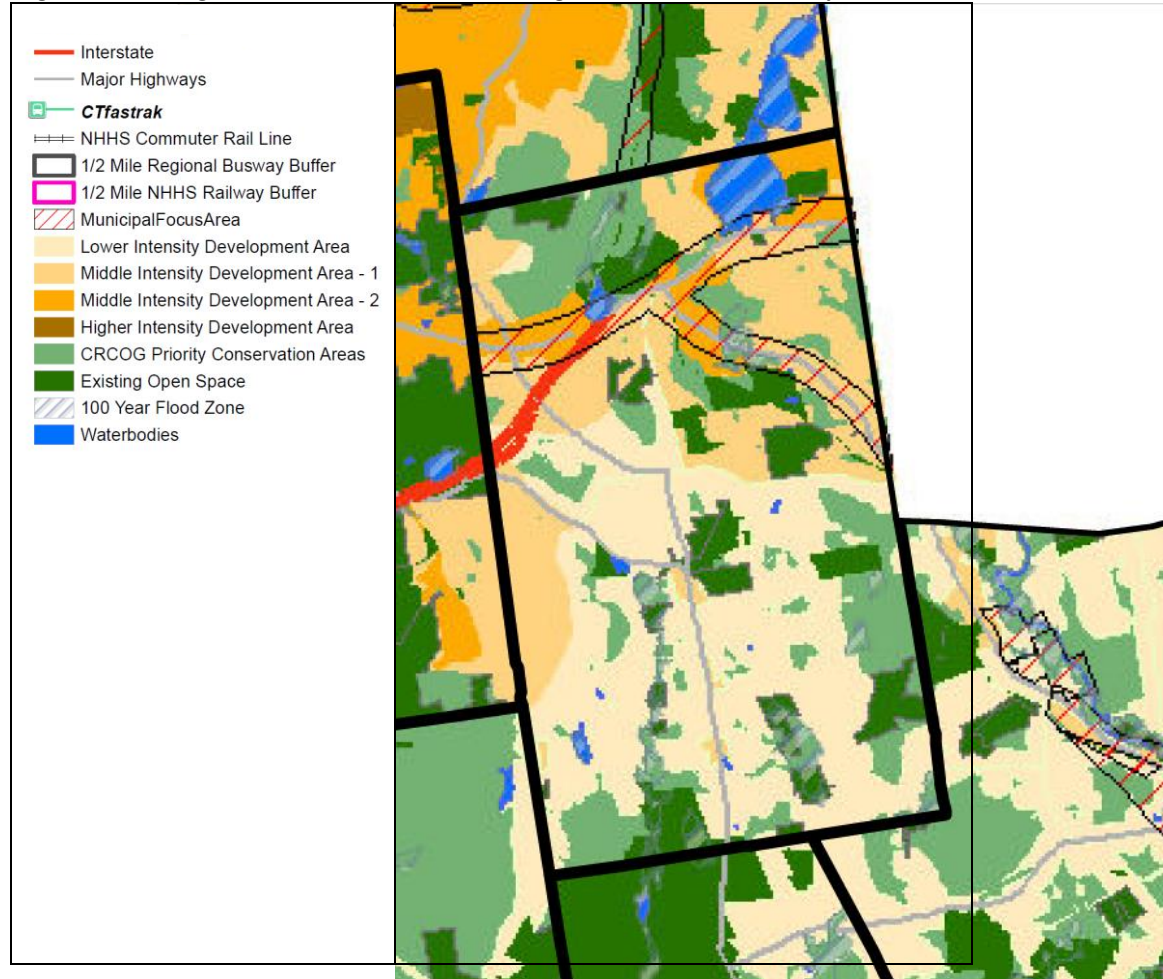 Interstate
Major Highways
CTfastrak
NHHS Commuter Rail Line
1/2 Mile Regional Busway Buffer
1/2 Mile NHHS Railway Buffer
MunicipalFocusArea
Lower Intensity Development Area
Middle Intensity Development Area - 1
Middle Intensity Development Area - 2
Higher Intensity Development Area
CRCOG Priority Conservation Areas
Existing Open Space
100 Year Flood Zone
Waterbodies